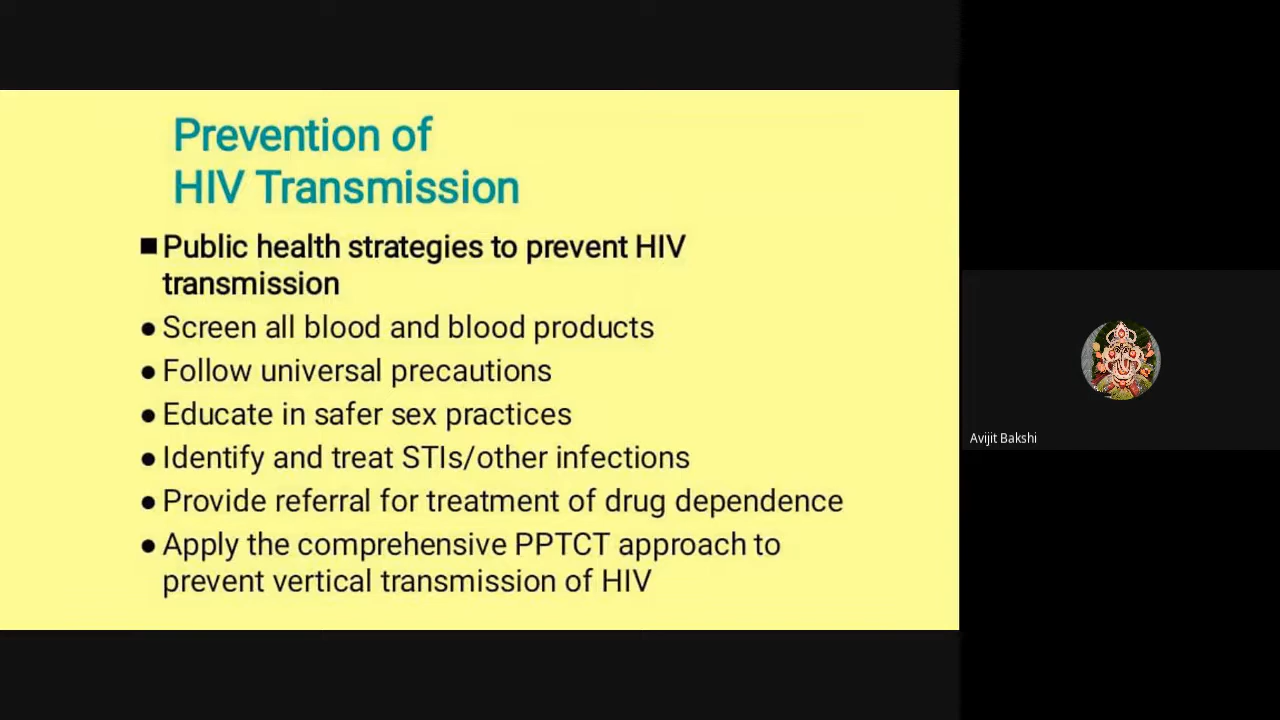 Prevention of
HIV Transmission
■ Public health strategies to prevent HIV
transmission
● Screen all blood and blood products
● Follow universal precautions
● Educate in safer sex practices
● Identify and treat STIs/other infections
● Provide referral for treatment of drug dependence
● Apply the comprehensive PPTCT approach to
prevent vertical transmission of HIV
Avijit Bakshi